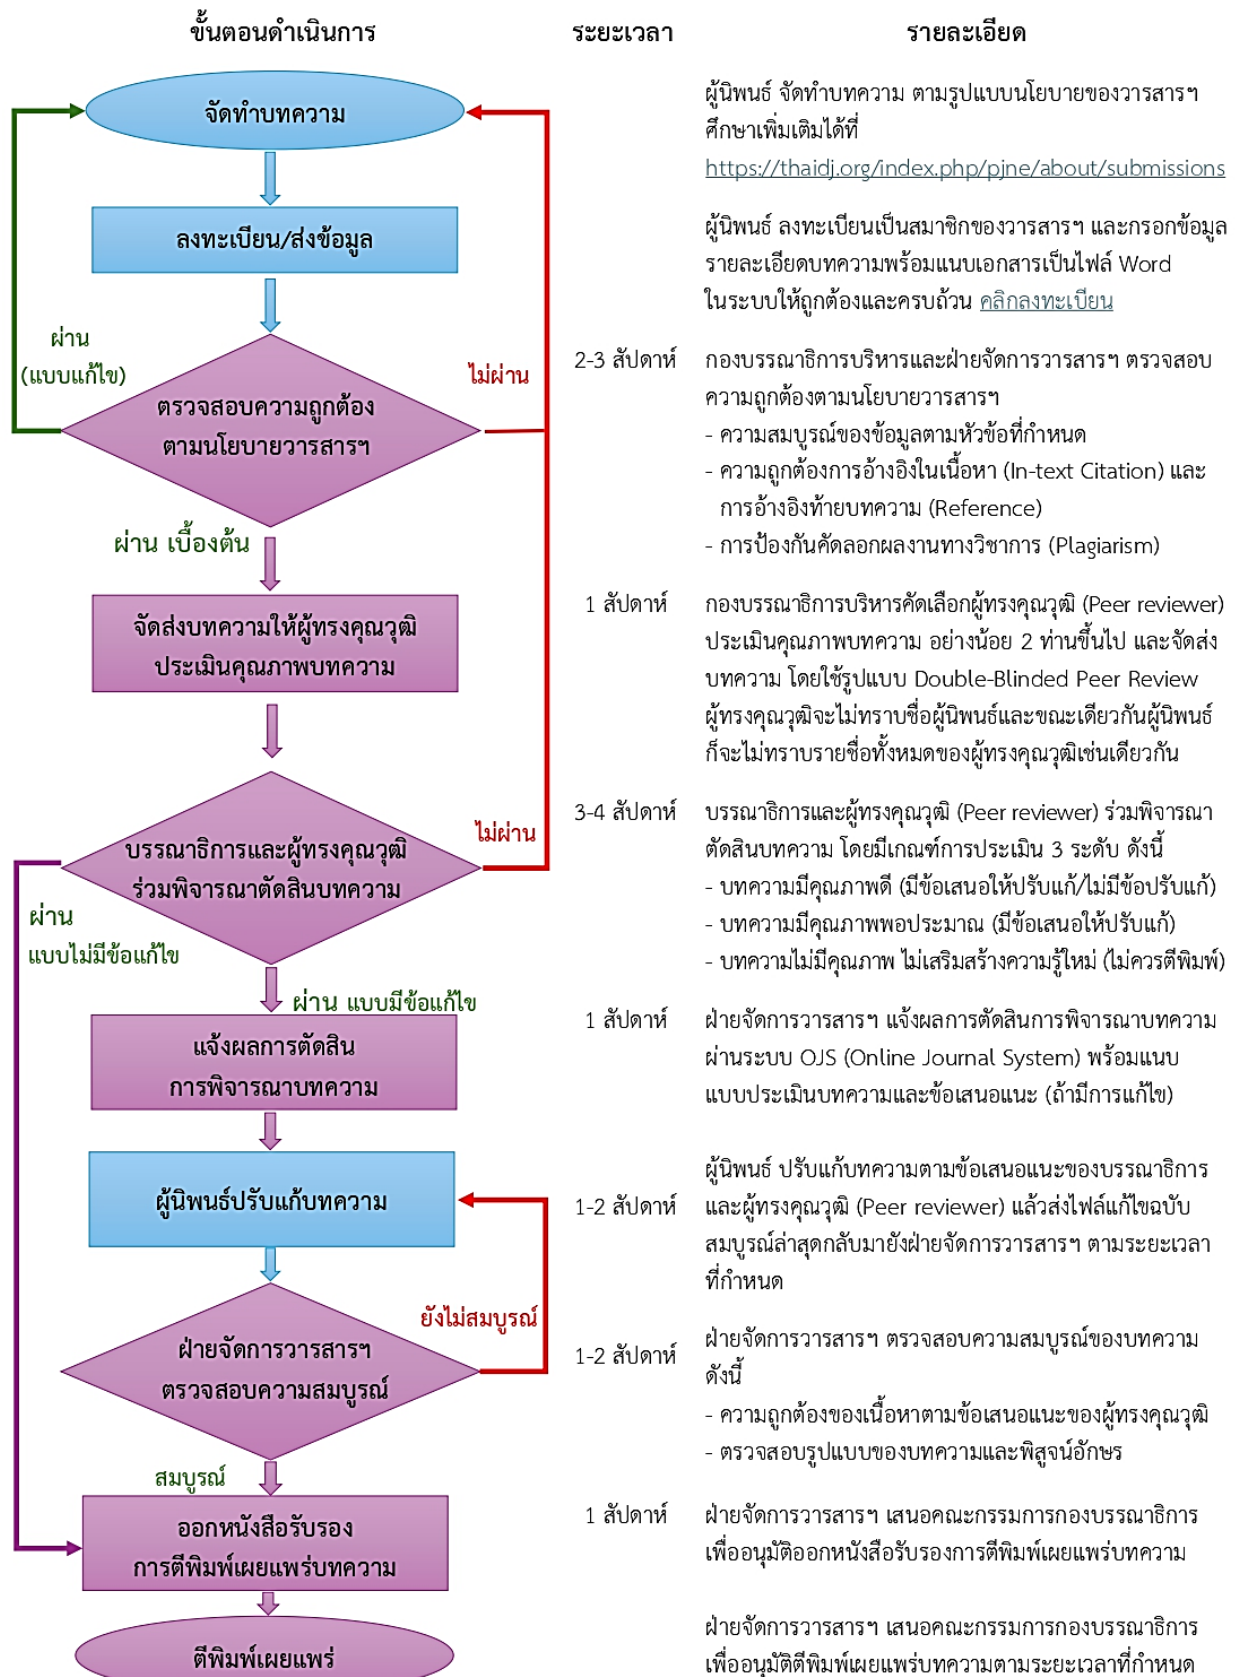 ขั้นตอนดำเนินการ
ระยะเวลา
รายละเอียด
จัดทำบทความ
ผู้นิพนธ์ จัดทำบทความ ตามรูปแบบนโยบายของวารสารฯ
ศึกษาเพิ่มเติมได้ที่
https://thaidj.org/index.php/pjne/about/submissions
ลงทะเบียน/ส่งข้อมูล
ผู้นิพนธ์ ลงทะเบียนเป็นสมาชิกของวารสารฯ และกรอกข้อมูล
รายละเอียดบทความพร้อมแนบเอกสารเป็นไฟล์ Word
ในระบบให้ถูกต้องและครบถ้วน คลิกลงทะเบียน
ผ่าน
(แบบแก้ไข)
ไม่ผ่าน
ตรวจสอบความถูกต้อง
ตามนโยบายวารสารฯ
2-3 สัปดาห์
กองบรรณาธิการบริหารและฝ่ายจัดการวารสารฯ ตรวจสอบ
ความถูกต้องตามนโยบายวารสารฯ
- ความสมบูรณ์ของข้อมูลตามหัวข้อที่กำหนด
- ความถูกต้องการอ้างอิงในเนื้อหา (In-text Citation) และ
การอ้างอิงท้ายบทความ (Reference)
- การป้องกันคัดลอกผลงานทางวิชาการ (Plagiarism)
ผ่าน เบื้องต้น
จัดส่งบทความให้ผู้ทรงคุณวุฒิ
ประเมินคุณภาพบทความ
1 สัปดาห์
กองบรรณาธิการบริหารคัดเลือกผู้ทรงคุณวุฒิ (Peer reviewer)
ประเมินคุณภาพบทความ อย่างน้อย 2 ท่านขึ้นไป และจัดส่ง
บทความ โดยใช้รูปแบบ Double-Blinded Peer Review
ผู้ทรงคุณวุฒิจะไม่ทราบชื่อผู้นิพนธ์และขณะเดียวกันผู้นิพนธ์
ก็จะไม่ทราบรายชื่อทั้งหมดของผู้ทรงคุณวุฒิเช่นเดียวกัน
ไม่ผ่าน
บรรณาธิการและผู้ทรงคุณวุฒิ
ร่วมพิจารณาตัดสินบทความ
3-4 สัปดาห์
บรรณาธิการและผู้ทรงคุณวุฒิ (Peer reviewer) ร่วมพิจารณา
ตัดสินบทความ โดยมีเกณฑ์การประเมิน 3 ระดับ ดังนี้
- บทความมีคุณภาพดี (มีข้อเสนอให้ปรับแก้/ไม่มีข้อปรับแก้)
- บทความมีคุณภาพพอประมาณ (มีข้อเสนอให้ปรับแก้)
- บทความไม่มีคุณภาพ ไม่เสริมสร้างความรู้ใหม่ (ไม่ควรตีพิมพ์)
ผ่าน
แบบไม่มีข้อแก้ไข
ผ่าน แบบมีข้อแก้ไข
แจ้งผลการตัดสิน
การพิจารณาบทความ
1 สัปดาห์
ฝ่ายจัดการวารสารฯ แจ้งผลการตัดสินการพิจารณาบทความ
ผ่านระบบ OJS (Online Journal System) พร้อมแนบ
แบบประเมินบทความและข้อเสนอแนะ (ถ้ามีการแก้ไข)
ผู้นิพนธ์ปรับแก้บทความ
1-2 สัปดาห์
ผู้นิพนธ์ ปรับแก้บทความตามข้อเสนอแนะของบรรณาธิการ
และผู้ทรงคุณวุฒิ (Peer reviewer) แล้วส่งไฟล์แก้ไขฉบับ
สมบูรณ์ล่าสุดกลับมายังฝ่ายจัดการวารสารฯ ตามระยะเวลา
ที่กำหนด
ยังไม่สมบูรณ์
ฝ่ายจัดการวารสารฯ
ตรวจสอบความสมบูรณ์
1-2 สัปดาห์
ฝ่ายจัดการวารสารฯ ตรวจสอบความสมบูรณ์ของบทความ
ดังนี้
- ความถูกต้องของเนื้อหาตามข้อเสนอแนะของผู้ทรงคุณวุฒิ
- ตรวจสอบรูปแบบของบทความและพิสูจน์อักษร
สมบูรณ์
ออกหนังสือรับรอง
การตีพิมพ์เผยแพร่บทความ
1 สัปดาห์
ฝ่ายจัดการวารสารฯ เสนอคณะกรรมการกองบรรณาธิการ
เพื่ออนุมัติออกหนังสือรับรองการตีพิมพ์เผยแพร่บทความ
ตีพิมพ์เผยแพร่
ฝ่ายจัดการวารสารฯ เสนอคณะกรรมการกองบรรณาธิการ
เพื่ออนุมัติตีพิมพ์เผยแพร่บทความตามระยะเวลาที่กำหนด